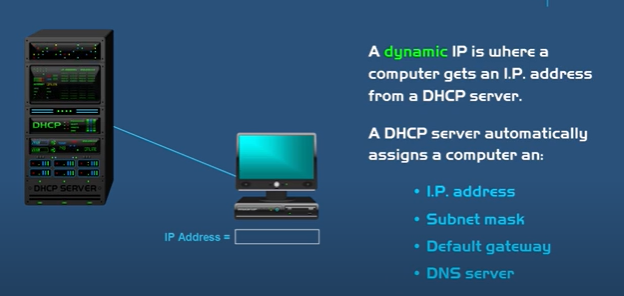 A dynamic IP is where a
computer gets an I.P. address
from a DHCP server.
A DHCP server automatically
assigns a computer an:
• I.P. address
• Subnet mask
• Default gateway
• DNS server
DHCP
DHCP SERVER
IP Address =